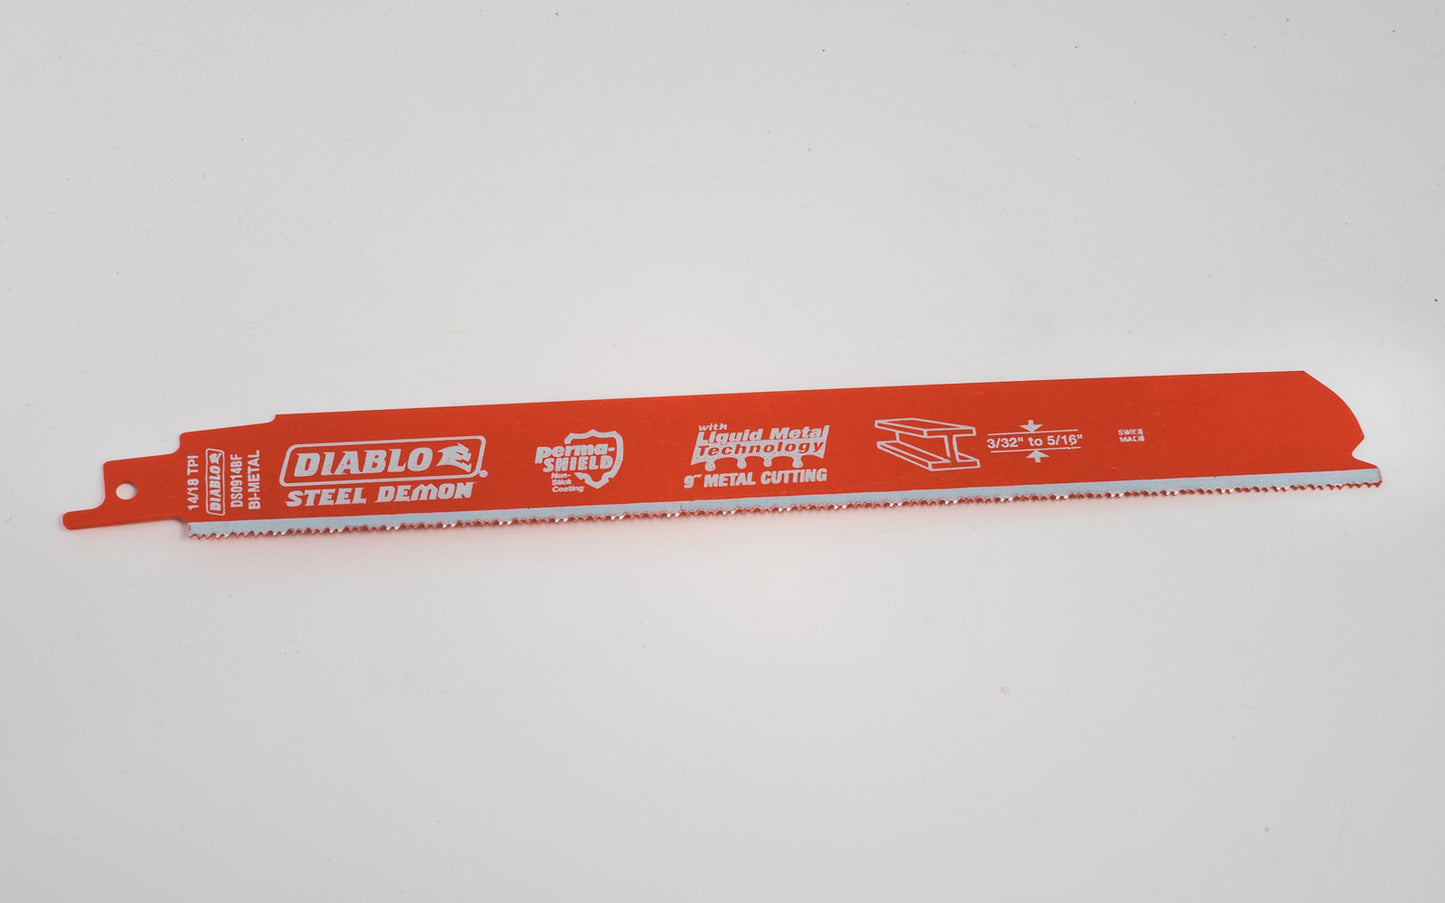 14/18 TPI
DIABLO
DS0914BF
BI-METAL
DIABLO
STEEL DEMON
Perma-
SHIELD
Non-
Stick
Coating
with
Liquid Metal
Technology
9" METAL CUTTING
3/32" to 5/16"